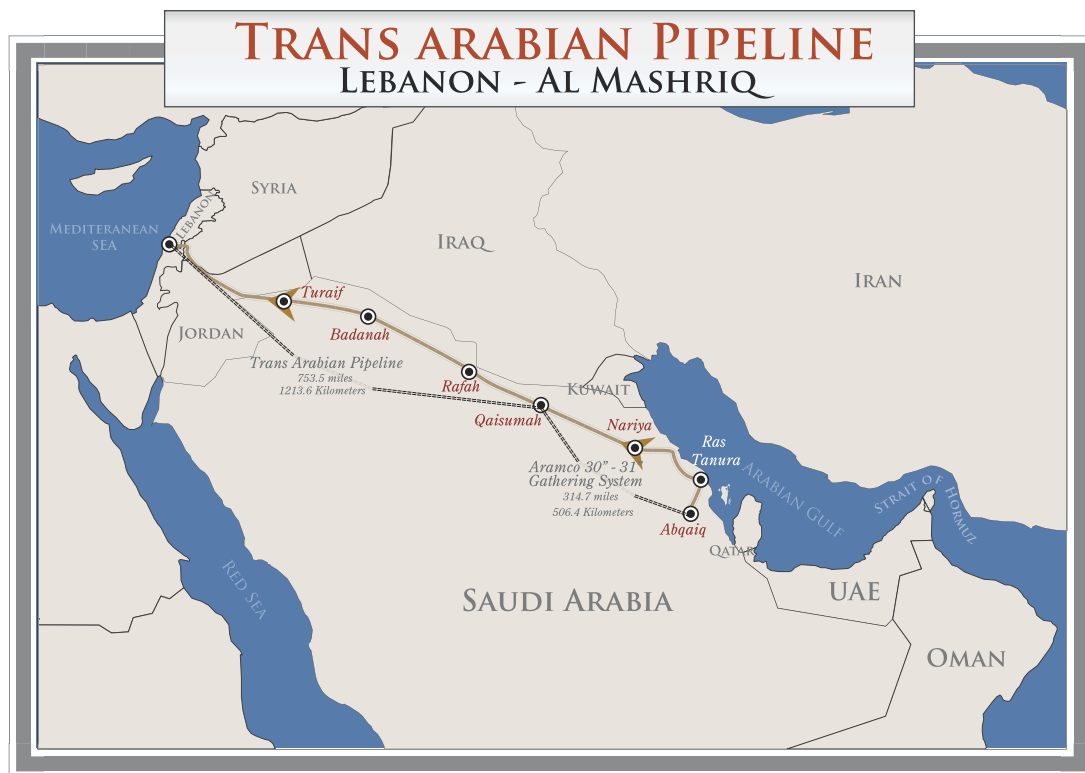 Trans arabian Pipeline
Lebanon - Al Mashriq
Syria
Lebanon
Mediteranean
sea
Iraq
Iran
Turaif
Jordan
Badanah
Trans Arabian Pipeline
753.5 miles
1213.6 Kilometers
Rafah
Kuwait
Qaisumah
Nariya
Ras
Tanura
Aramco 30” - 31
Gathering System
314.7 miles
506.4 Kilometers
Abqaiq
Arabian Gulf
Strait of
Hormuz
Qatar
Red Sea
Saudi Arabia
UAE
Oman